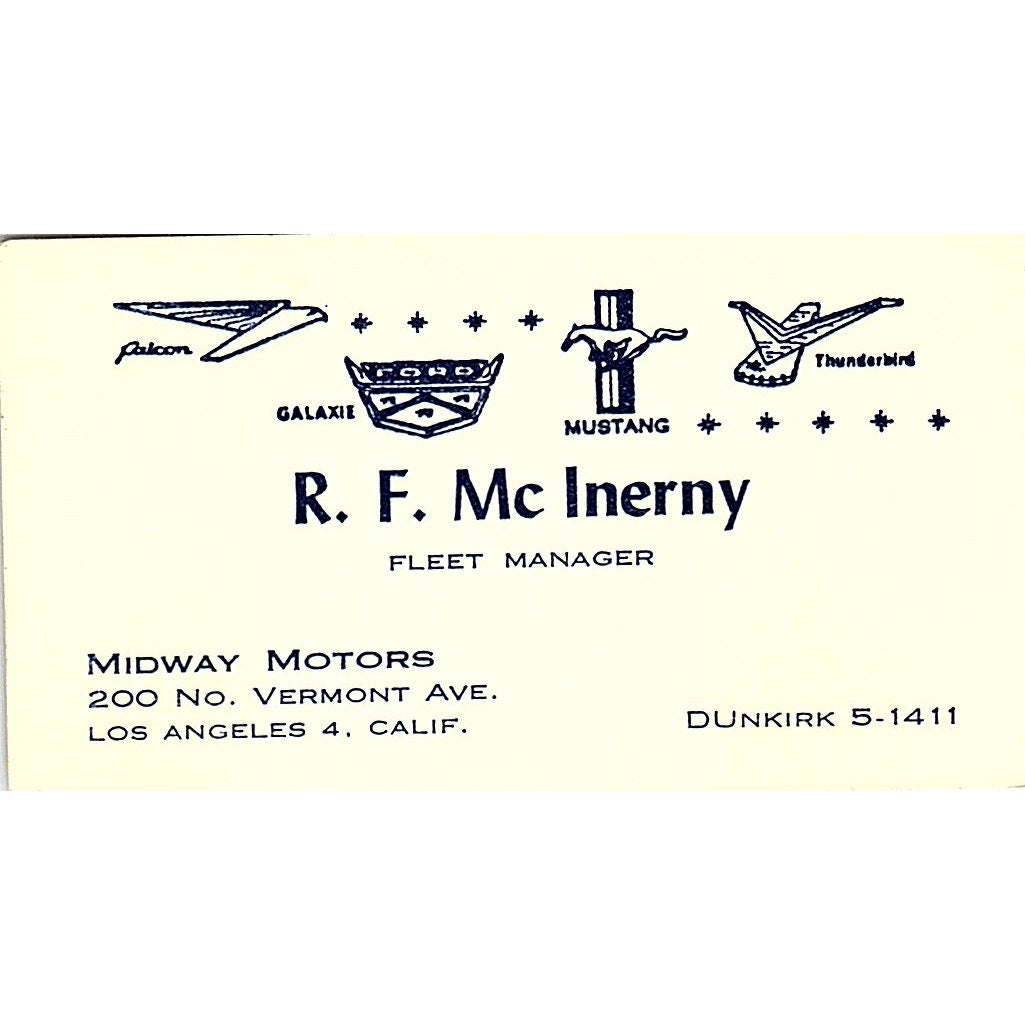 Falcon
FORD
GALAXIE
MUSTANG
Thunderbird
R. F. Mc Inerny
FLEET MANAGER
MIDWAY MOTORS
200 NO. VERMONT AVE.
LOS ANGELES 4, CALIF.
DUNKIRK 5-1411